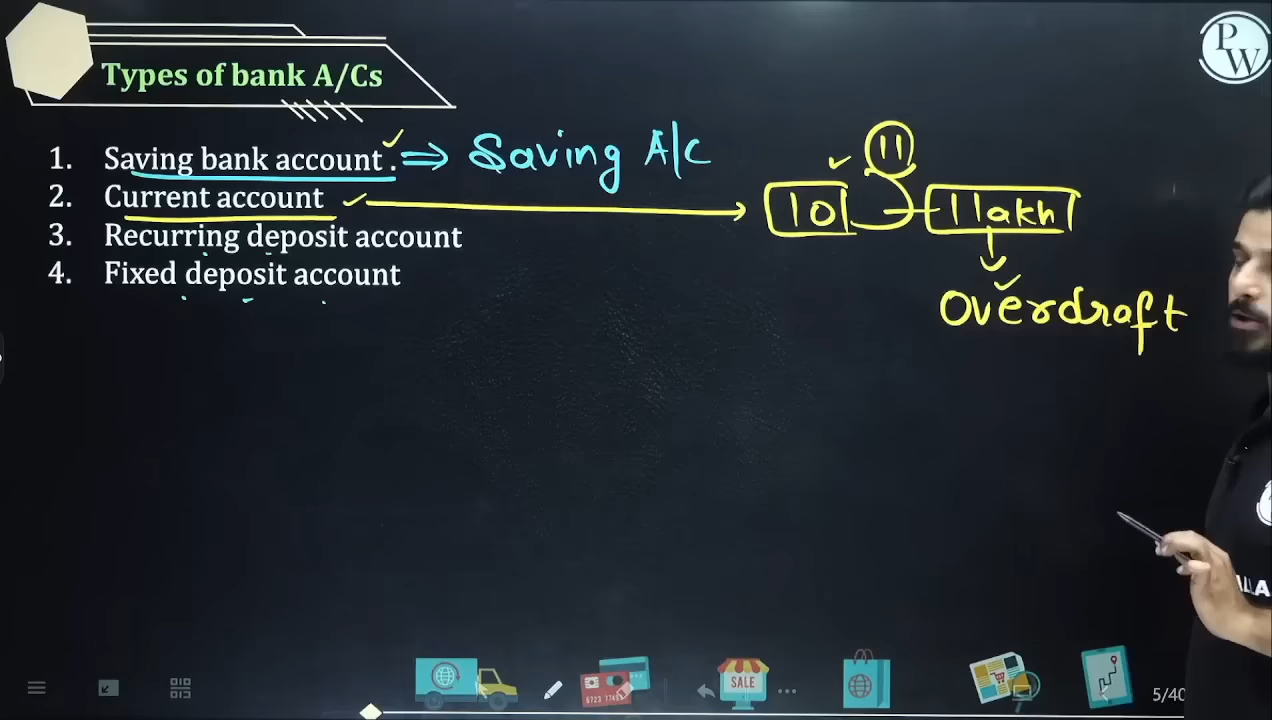 PW
Types of bank A/Cs
1. Saving bank account. ⇒ Saving A/C
2. Current account
3. Recurring deposit account
4. Fixed deposit account
11
10 1 lakh
Overdraft
SALE
5/40